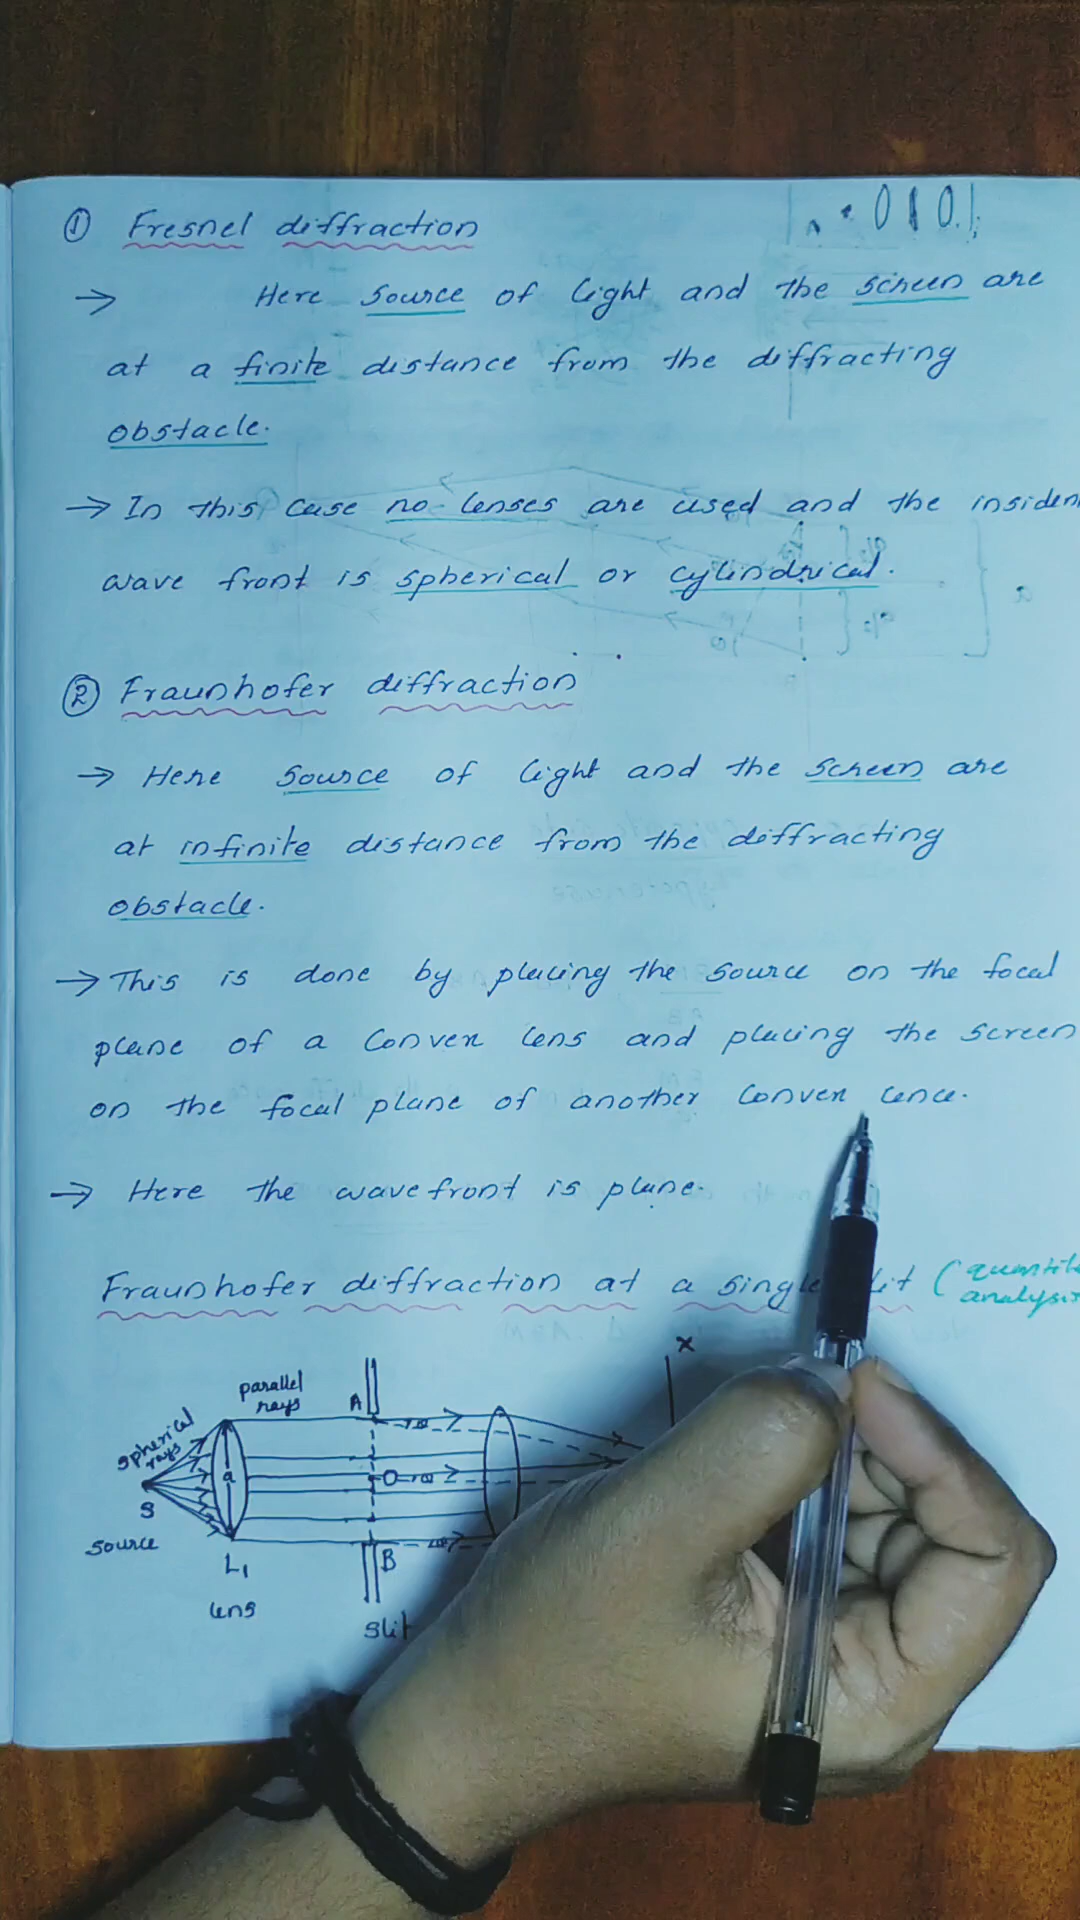 ① Fresnel diffraction
→ Here source of light and the screen are
at a finite distance from the diffracting
obstacle.
→ In this case no lenses are used and the insiden
wave front is spherical or cylindrical.
② Fraunhofer diffraction
→ Here source of light and the screen are
at infinite distance from the diffracting
obstacle.
→ This is done by placing the source on the focal
plane of a convex lens and placing the screen
on the focal plane of another convex lence.
→ Here the wavefront is plane.
Fraunhofer diffraction at a single slit (quantit
analysis
X
parallel
rays
A
spherical
rays
a
O
θ
S
source
L₁
B
lens
slit